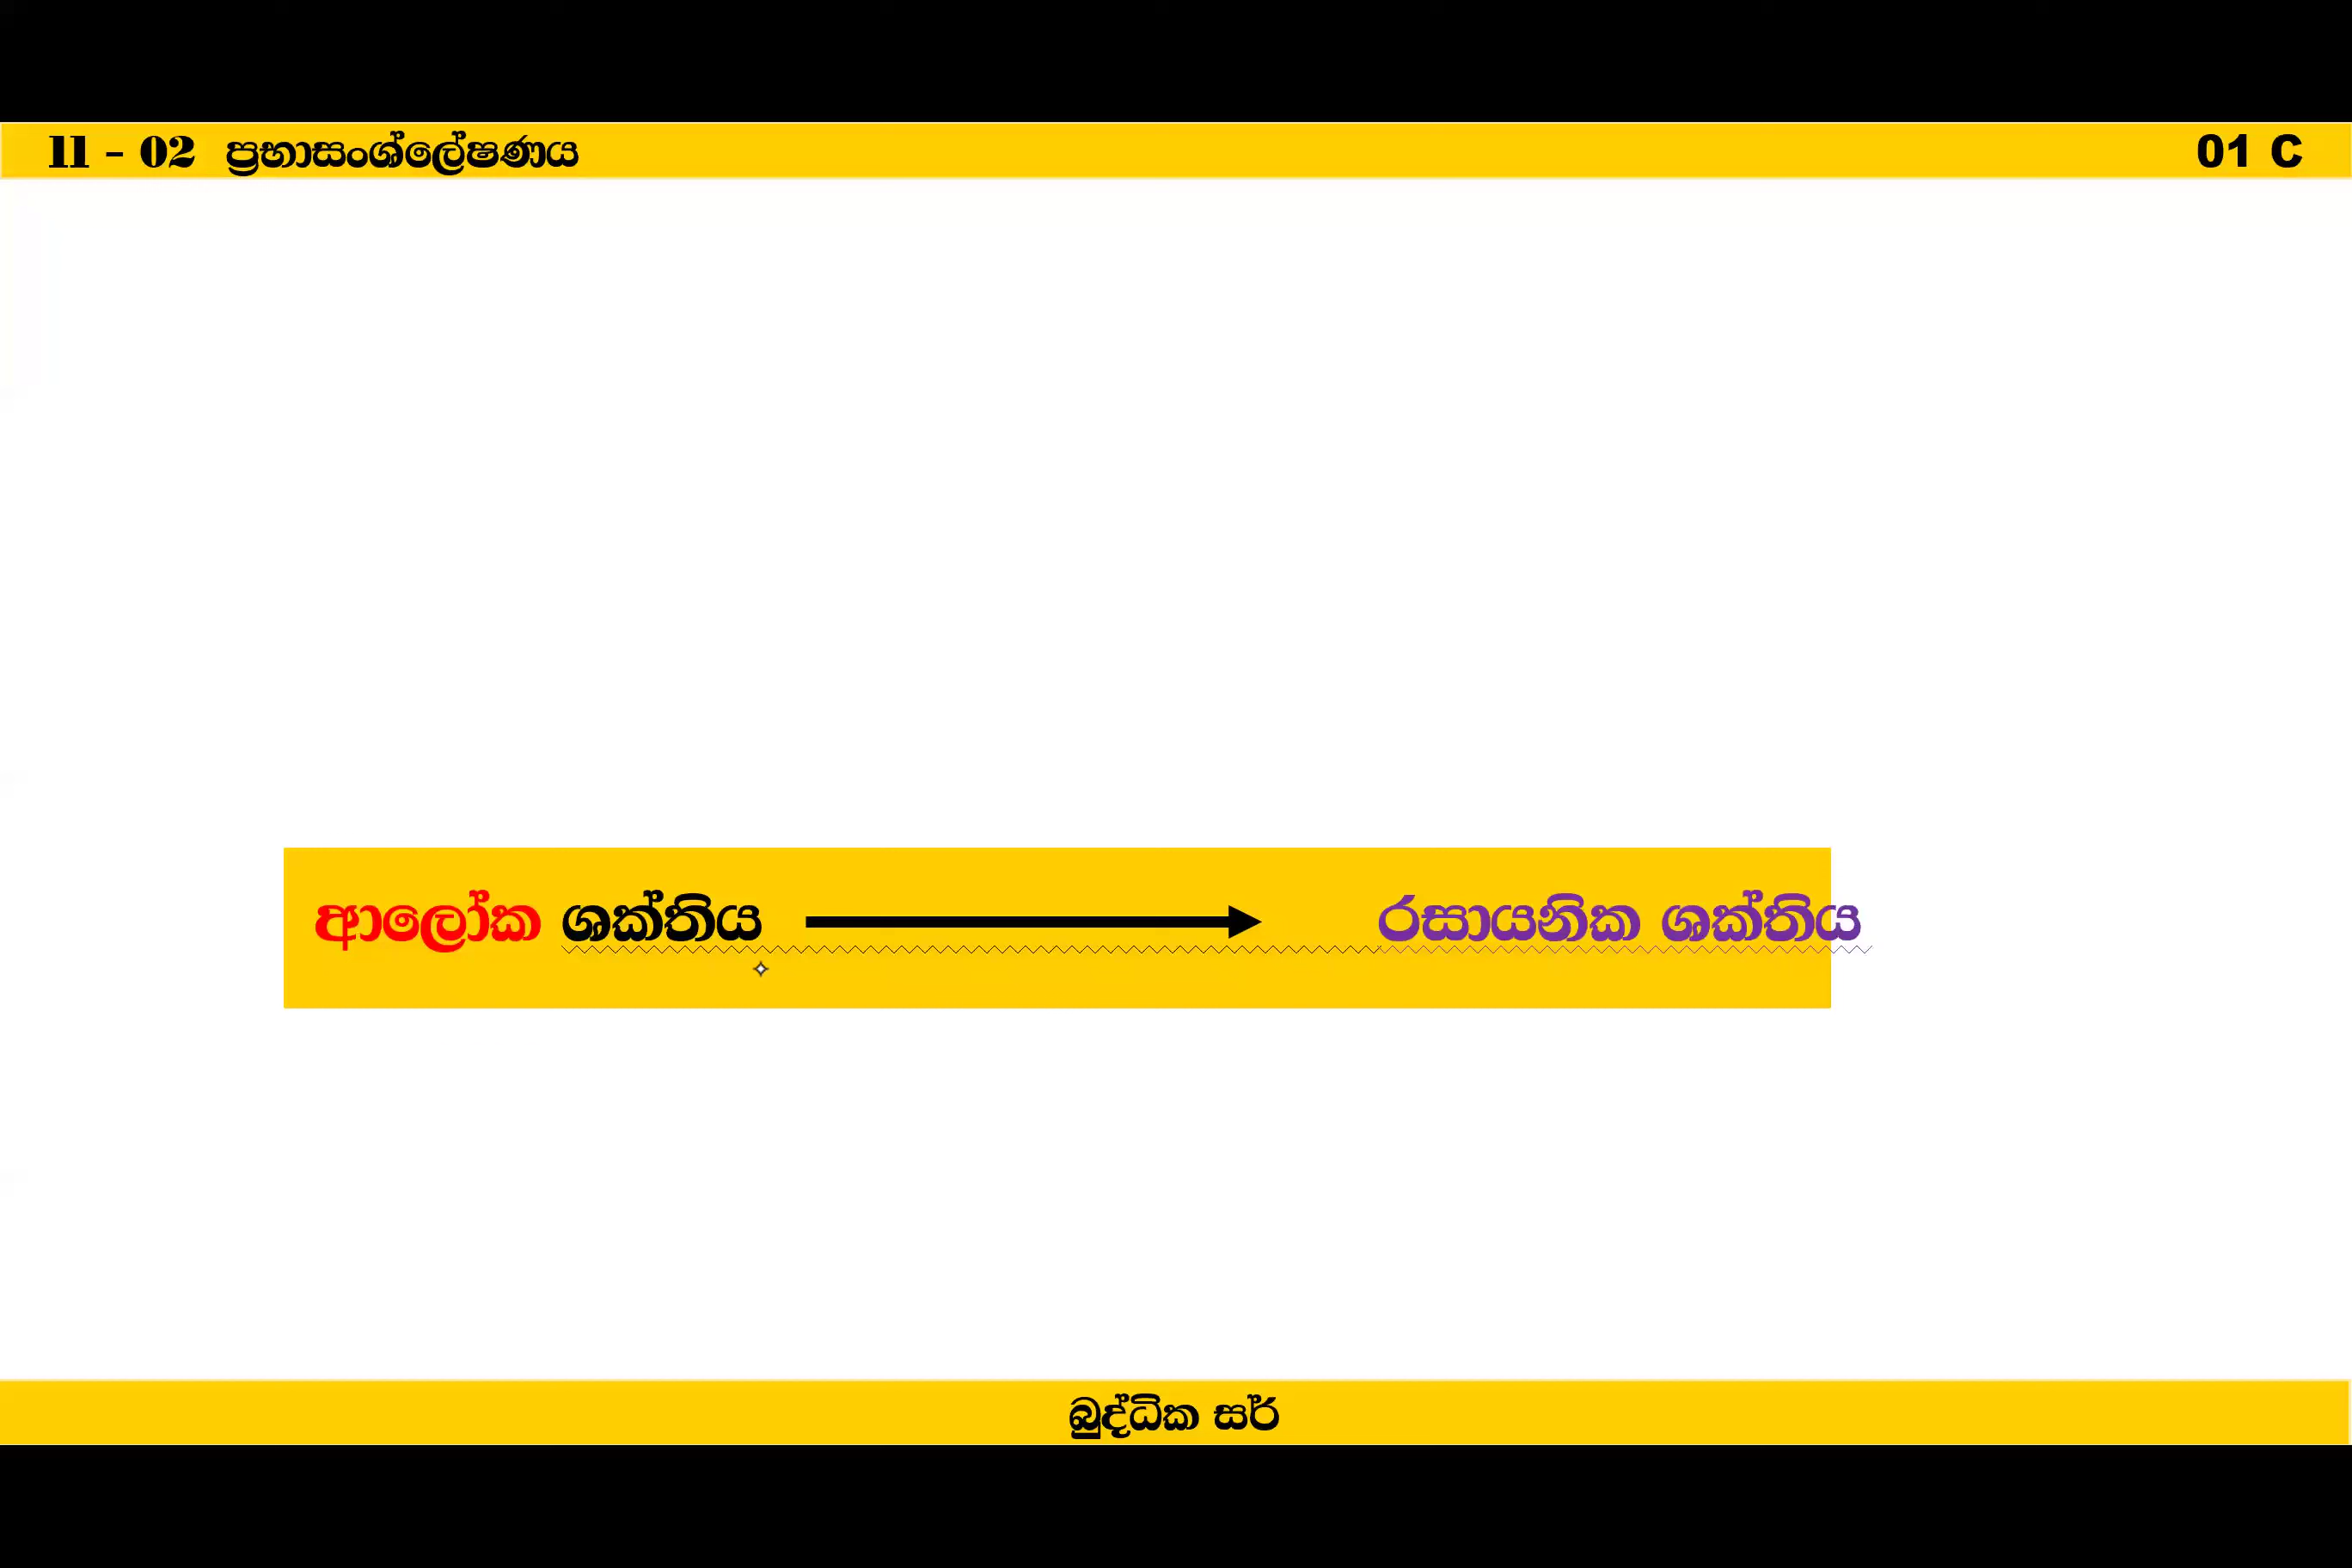 11 - 02 ප්‍රභාසංශ්ලේෂණය
01 C
ආලෝක ශක්තිය → රසායනික ශක්තිය
බුද්ධික සර්